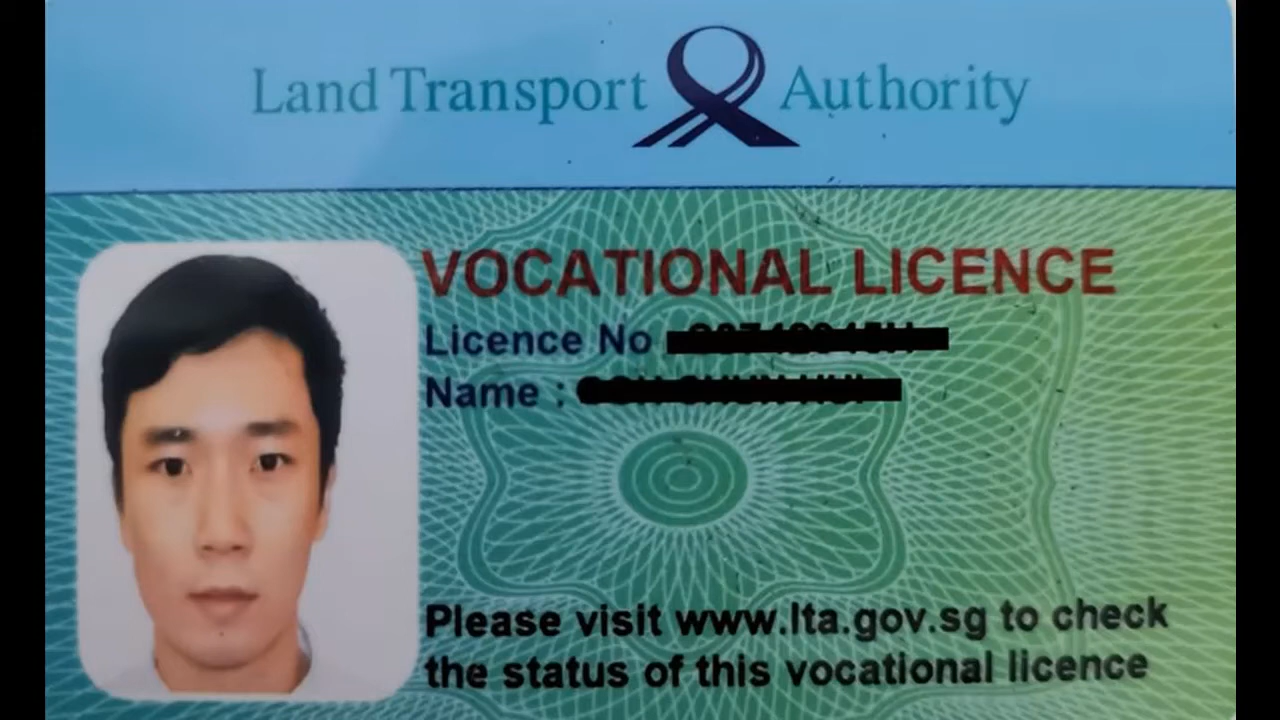 Land Transport Authority
VOCATIONAL LICENCE
Licence No
Name :
Please visit www.lta.gov.sg to check
the status of this vocational licence